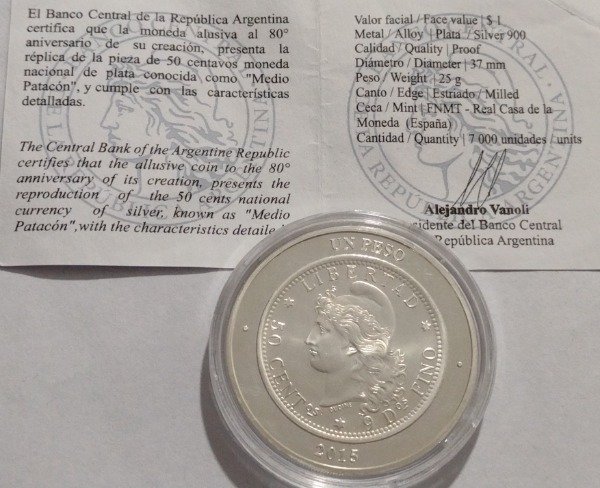 El Banco Central de la República Argentina
certifica que la moneda alusiva al 80°
aniversario de su creación, presenta la
réplica de la pieza de 50 centavos moneda
nacional de plata conocida como "Medio
Patacón", y cumple con las características
detalladas.
The Central Bank of the Argentine Republic
certifies that the allusive coin to the 80°
anniversary of its creation, presents the
reproduction of the 50 cents national
currency of silver, known as "Medio
Patacón", with the characteristics detaile
Valor facial / Face value | $ 1
Metal / Alloy | Plata / Silver 900
Calidad / Quality | Proof
Diámetro / Diameter | 37 mm
Peso / Weight | 25 g
Canto / Edge | Estriado / Milled
Ceca / Mint | FNMT - Real Casa de la
Moneda (España)
Cantidad / Quantity | 7 000 unidades / units
Alejandro Vanoli
esidente del Banco Central
República Argentina
UN PESO
LIBERTAD
50 CENTS
9 DOS FINO
2015